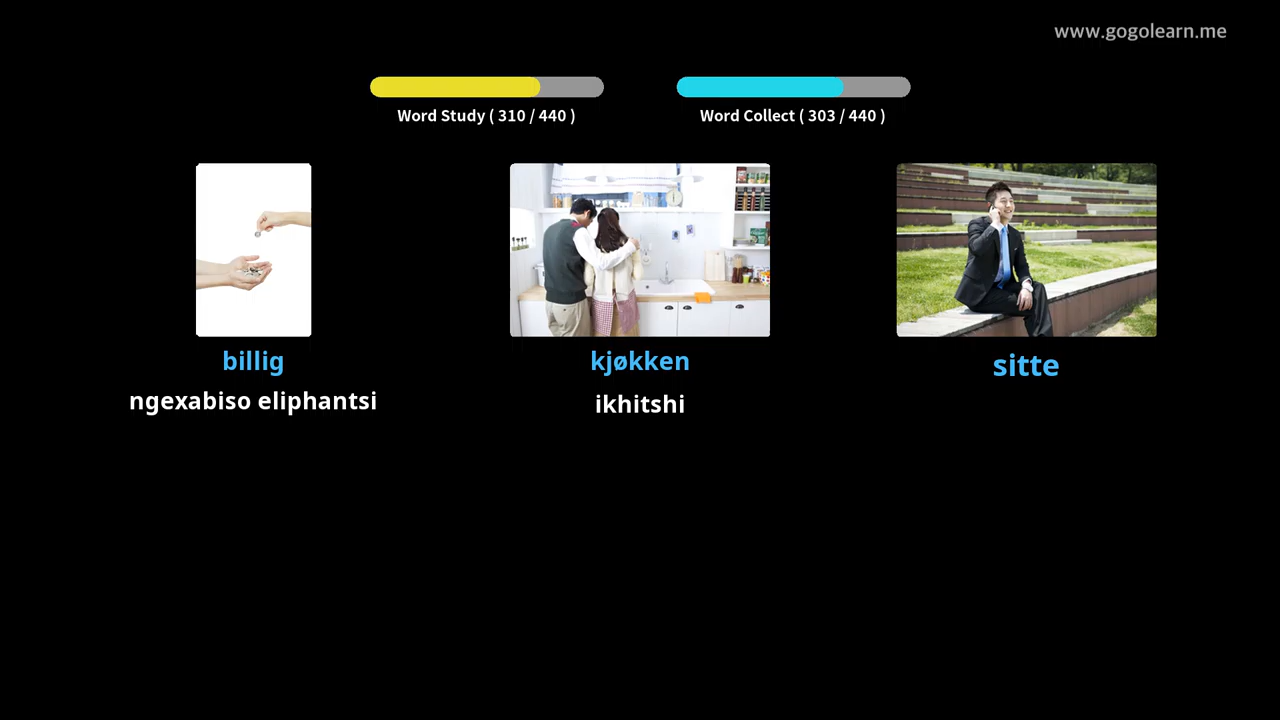 www.gogolearn.me
Word Study ( 310 / 440 )
Word Collect ( 303 / 440 )
billig
kjøkken
sitte
ngexabiso eliphantsi
ikhitshi